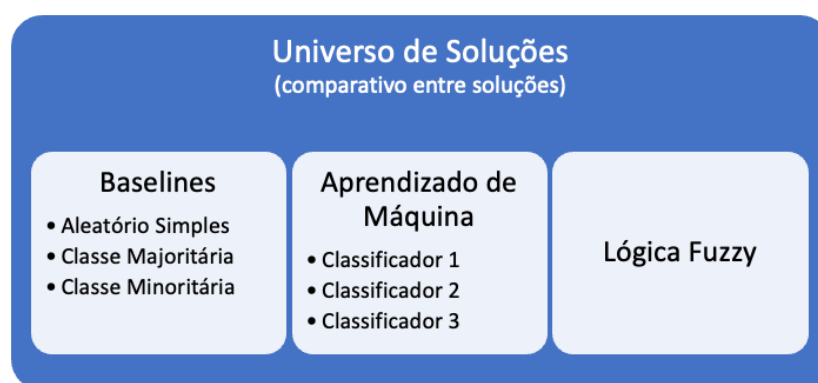 Universo de Soluções
(comparativo entre soluções)
Baselines
• Aleatório Simples
• Classe Majoritária
• Classe Minoritária
Aprendizado de
Máquina
• Classificador 1
• Classificador 2
• Classificador 3
Lógica Fuzzy